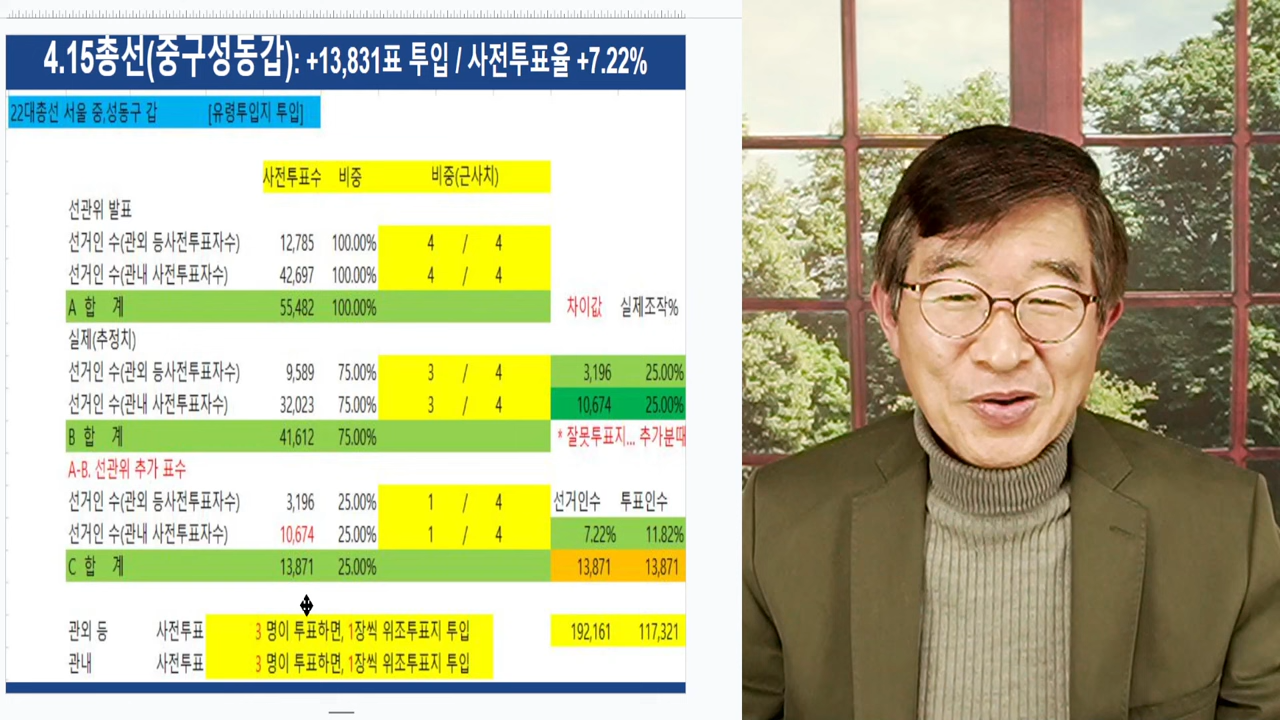 4.15총선(중구성동갑): +13,831표 투입 / 사전투표율 +7.22%
22대총선 서울 중,성동구 갑 [유령투입지 투입]
사전투표수 비중 비중(근사치)
선관위 발표
선거인 수(관외 등사전투표자수) 12,785 100.00% 4 / 4
선거인 수(관내 사전투표자수) 42,697 100.00% 4 / 4
A 합 계 55,482 100.00% 차이값 실제조작%
실제(추정치)
선거인 수(관외 등사전투표자수) 9,589 75.00% 3 / 4 3,196 25.00%
선거인 수(관내 사전투표자수) 32,023 75.00% 3 / 4 10,674 25.00%
B 합 계 41,612 75.00% * 잘못투표지... 추가분때
A-B. 선관위 추가 표수
선거인 수(관외 등사전투표자수) 3,196 25.00% 1 / 4 선거인수 투표인수
선거인 수(관내 사전투표자수) 10,674 25.00% 1 / 4 7.22% 11.82%
C 합 계 13,871 25.00% 13,871 13,871
관외 등 사전투표 3 명이 투표하면, 1장씩 위조투표지 투입 192,161 117,321
관내 사전투표 3 명이 투표하면, 1장씩 위조투표지 투입